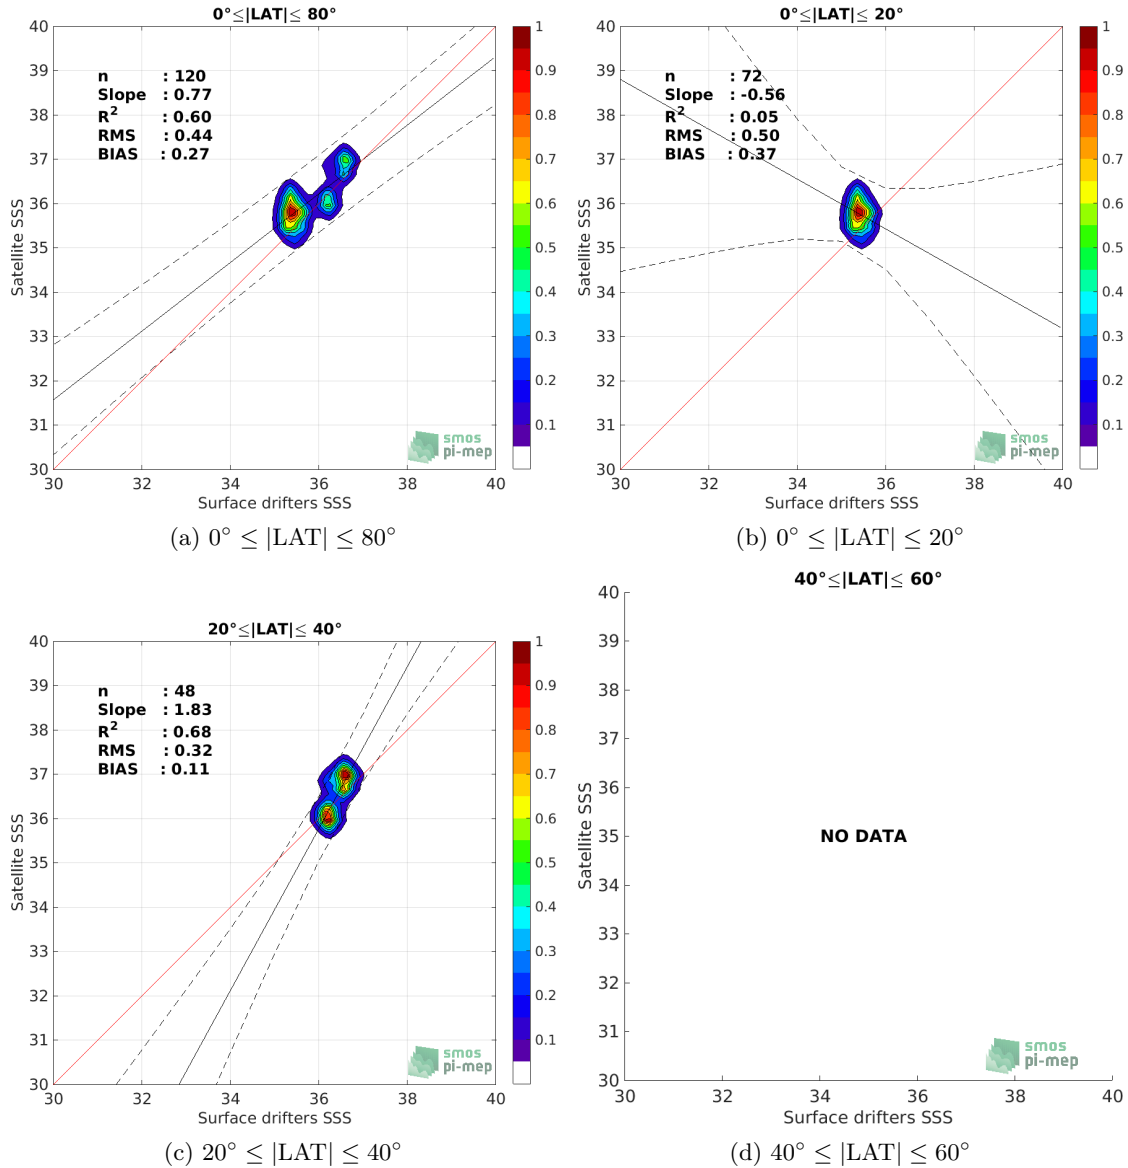 0°≤|LAT|≤ 80°
n : 120
Slope : 0.77
R2 : 0.60
RMS : 0.44
BIAS : 0.27
40
39
38
37
36
35
34
33
32
31
30
30 32 34 36 38 40
Satellite SSS
Surface drifters SSS
1
0.9
0.8
0.7
0.6
0.5
0.4
0.3
0.2
0.1
smos
pi-mep
(a) 0° ≤ |LAT| ≤ 80°
0°≤|LAT|≤ 20°
n : 72
Slope : -0.56
R2 : 0.05
RMS : 0.50
BIAS : 0.37
40
39
38
37
36
35
34
33
32
31
30
30 32 34 36 38 40
Satellite SSS
Surface drifters SSS
1
0.9
0.8
0.7
0.6
0.5
0.4
0.3
0.2
0.1
smos
pi-mep
(b) 0° ≤ |LAT| ≤ 20°
20°≤|LAT|≤ 40°
n : 48
Slope : 1.83
R2 : 0.68
RMS : 0.32
BIAS : 0.11
40
39
38
37
36
35
34
33
32
31
30
30 32 34 36 38 40
Satellite SSS
Surface drifters SSS
1
0.9
0.8
0.7
0.6
0.5
0.4
0.3
0.2
0.1
smos
pi-mep
(c) 20° ≤ |LAT| ≤ 40°
40°≤|LAT|≤ 60°
40
39
38
37
36
35
34
33
32
31
30
30 32 34 36 38 40
Satellite SSS
NO DATA
Surface drifters SSS
smos
pi-mep
(d) 40° ≤ |LAT| ≤ 60°